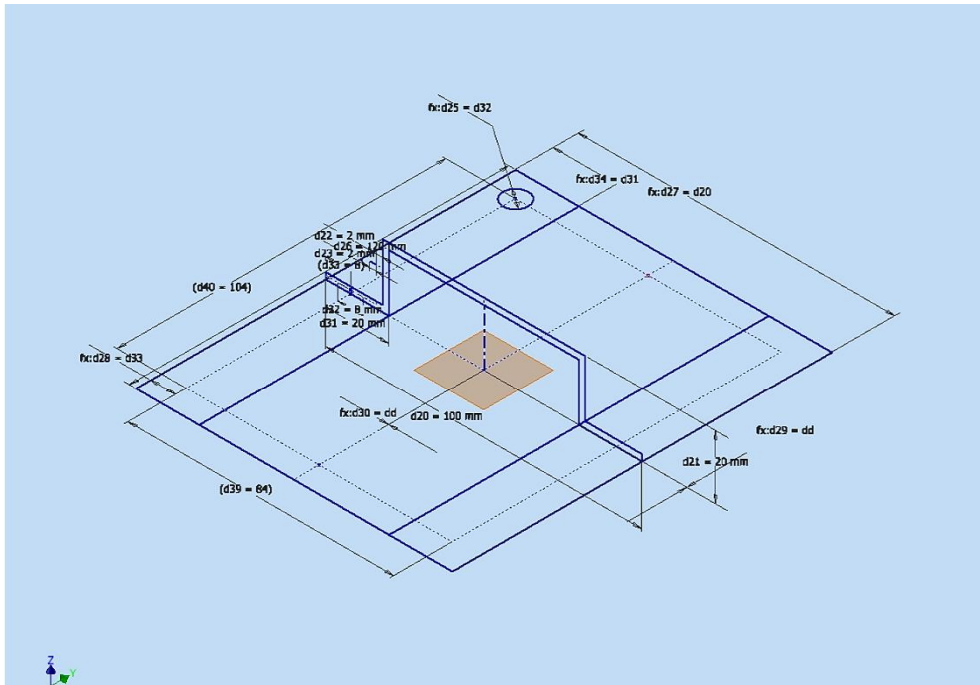 fx:d25 = d32
fx:d34 = d31
fx:d27 = d20
d22 = 2 mm
d26 = 120 mm
d23 = 2 mm
(d33 = 8)
(d40 = 104)
d32 = 8 mm
d31 = 20 mm
fx:d28 = d33
fx:d30 = dd
d20 = 100 mm
fx:d29 = dd
d21 = 20 mm
(d39 = 84)
Z
Y